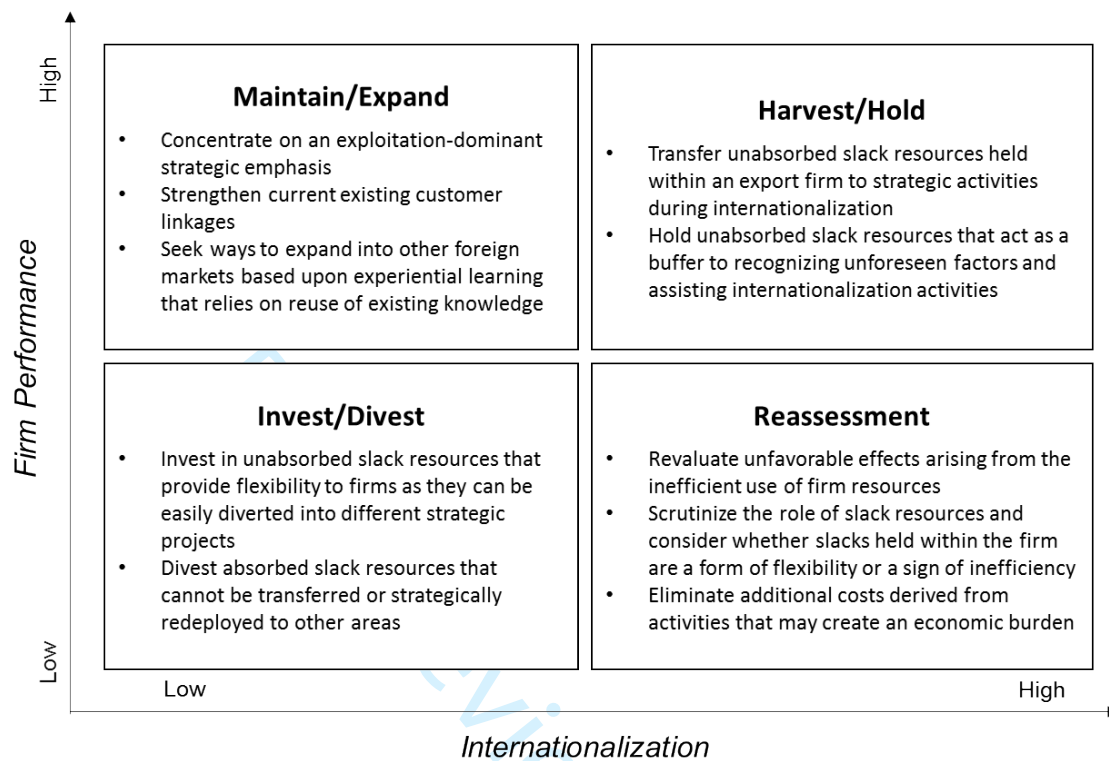 High
Maintain/Expand
• Concentrate on an exploitation-dominant
strategic emphasis
• Strengthen current existing customer
linkages
• Seek ways to expand into other foreign
markets based upon experiential learning
that relies on reuse of existing knowledge
Harvest/Hold
• Transfer unabsorbed slack resources held
within an export firm to strategic activities
during internationalization
• Hold unabsorbed slack resources that act as a
buffer to recognizing unforeseen factors and
assisting internationalization activities
Firm Performance
Invest/Divest
• Invest in unabsorbed slack resources that
provide flexibility to firms as they can be
easily diverted into different strategic
projects
• Divest absorbed slack resources that
cannot be transferred or strategically
redeployed to other areas
Reassessment
• Revaluate unfavorable effects arising from the
inefficient use of firm resources
• Scrutinize the role of slack resources and
consider whether slacks held within the firm
are a form of flexibility or a sign of inefficiency
• Eliminate additional costs derived from
activities that may create an economic burden
Low
Low
High
Internationalization